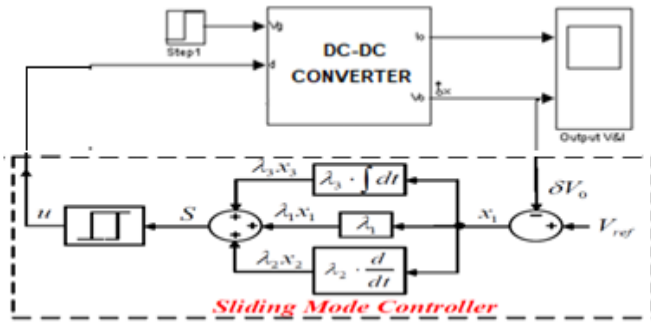 Step1
Vg
d
DC-DC
CONVERTER
Io
Vo
Output V&I
λ₃x₃
λ₃ · ∫ dt
δV₀
u
S
λ₁x₁
λ₁
x₁
V_ref
λ₂x₂
λ₂ · d/dt
Sliding Mode Controller